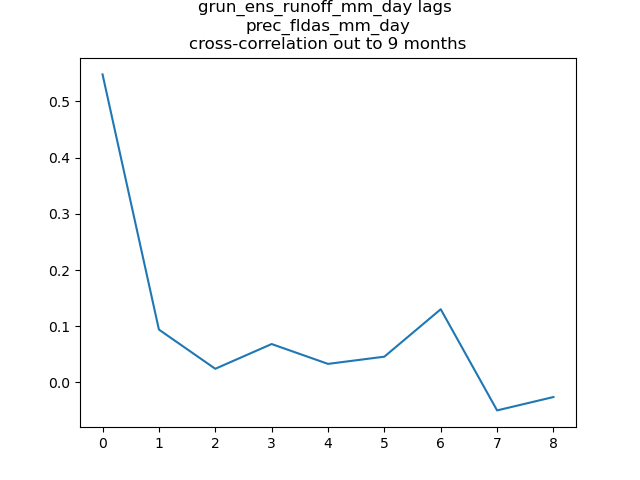 grun_ens_runoff_mm_day lags
prec_fldas_mm_day
cross-correlation out to 9 months
0.5
0.4
0.3
0.2
0.1
0.0
0 1 2 3 4 5 6 7 8